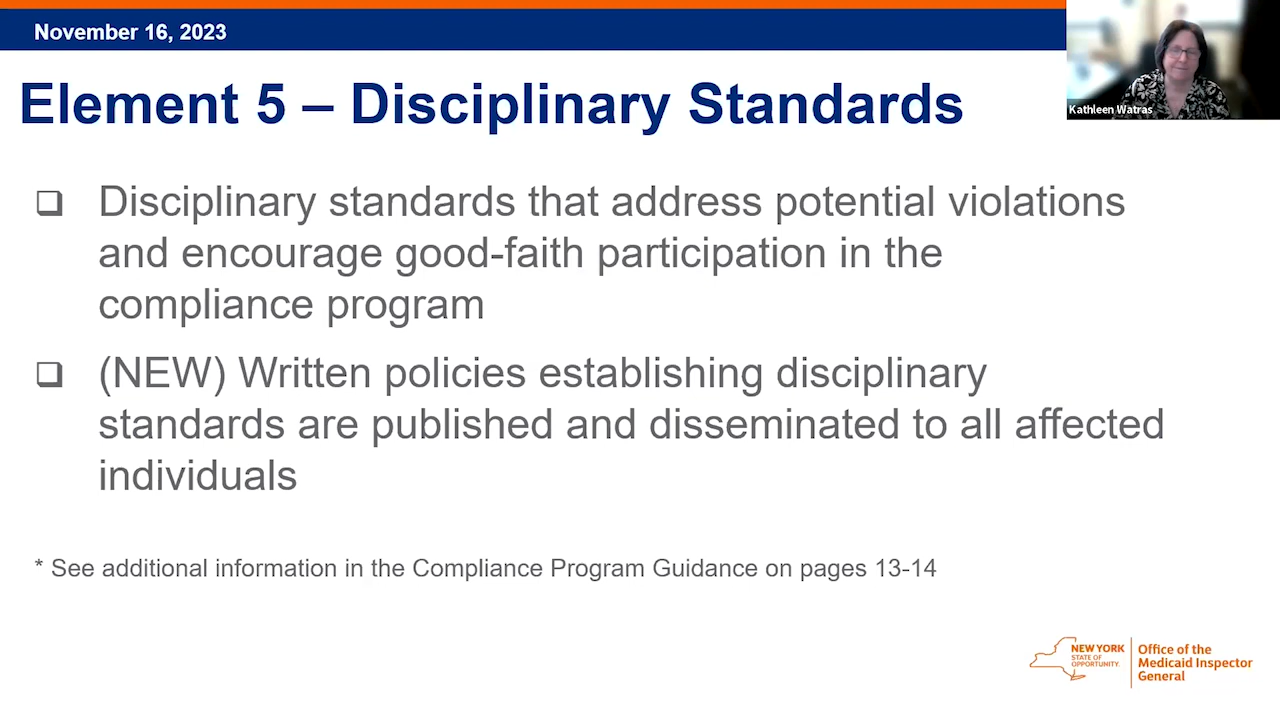 November 16, 2023
Kathleen Watras
Element 5 – Disciplinary Standards
Disciplinary standards that address potential violations
and encourage good-faith participation in the
compliance program
(NEW) Written policies establishing disciplinary
standards are published and disseminated to all affected
individuals
* See additional information in the Compliance Program Guidance on pages 13-14
NEW YORK
STATE OF
OPPORTUNITY.
Office of the
Medicaid Inspector
General